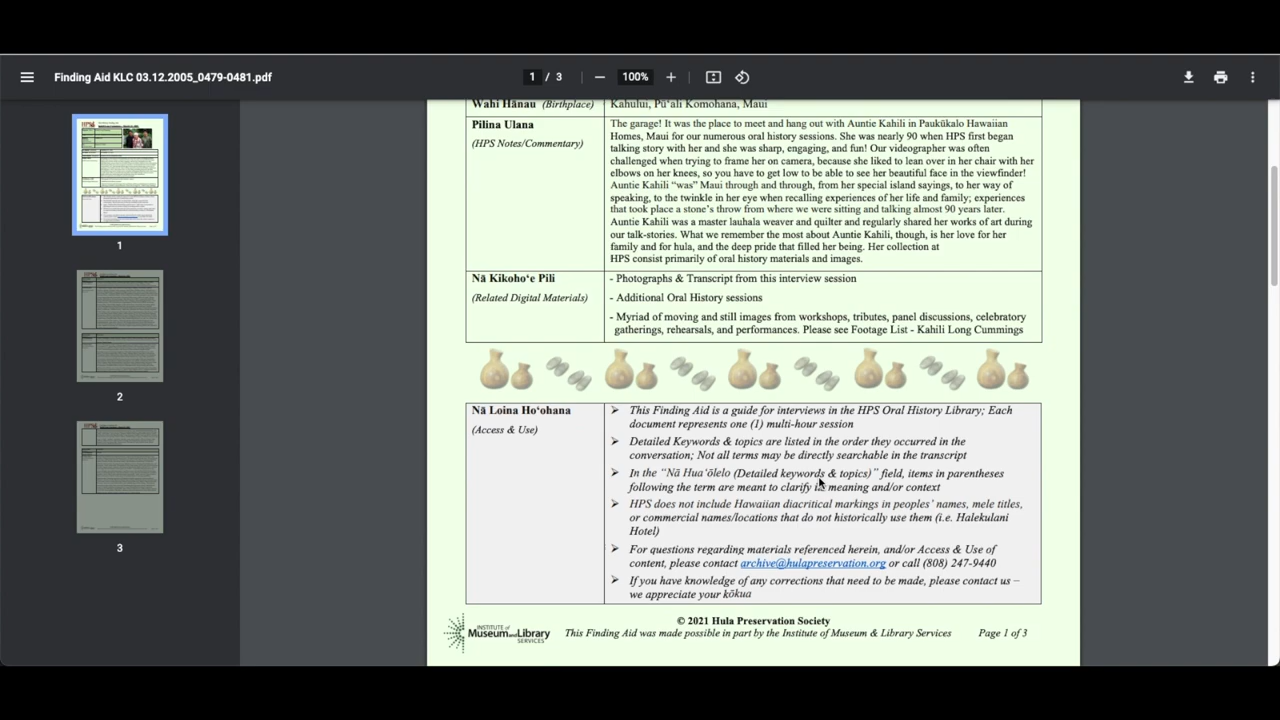 Finding Aid KLC 03.12.2005_0479-0481.pdf
1 / 3
100%
1
2
3
Wahi Hānau (Birthplace)
Kahului, Pūʻali Komohana, Maui
Pilina Ulana
(HPS Notes/Commentary)
The garage! It was the place to meet and hang out with Auntie Kahili in Paukūkalo Hawaiian
Homes, Maui for our numerous oral history sessions. She was nearly 90 when HPS first began
talking story with her and she was sharp, engaging, and fun! Our videographer was often
challenged when trying to frame her on camera, because she liked to lean over in her chair with her
elbows on her knees, so you have to get low to be able to see her beautiful face in the viewfinder!
Auntie Kahili “was” Maui through and through, from her special island sayings, to her way of
speaking, to the twinkle in her eye when recalling experiences of her life and family; experiences
that took place a stone’s throw from where we were sitting and talking almost 90 years later.
Auntie Kahili was a master lauhala weaver and quilter and regularly shared her works of art during
our talk-stories. What we remember the most about Auntie Kahili, though, is her love for her
family and for hula, and the deep pride that filled her being. Her collection at
HPS consist primarily of oral history materials and images.
Nā Kikohoʻe Pili
(Related Digital Materials)
- Photographs & Transcript from this interview session
- Additional Oral History sessions
- Myriad of moving and still images from workshops, tributes, panel discussions, celebratory
gatherings, rehearsals, and performances. Please see Footage List - Kahili Long Cummings
Nā Loina Hoʻohana
(Access & Use)
➢ This Finding Aid is a guide for interviews in the HPS Oral History Library; Each
document represents one (1) multi-hour session
➢ Detailed Keywords & topics are listed in the order they occurred in the
conversation; Not all terms may be directly searchable in the transcript
➢ In the “Nā Huaʻōlelo (Detailed keywords & topics)” field, items in parentheses
following the term are meant to clarify its meaning and/or context
➢ HPS does not include Hawaiian diacritical markings in peoples’ names, mele titles,
or commercial names/locations that do not historically use them (i.e. Halekulani
Hotel)
➢ For questions regarding materials referenced herein, and/or Access & Use of
content, please contact archive@hulapreservation.org or call (808) 247-9440
➢ If you have knowledge of any corrections that need to be made, please contact us –
we appreciate your kōkua
INSTITUTE of
Museum and Library
SERVICES
© 2021 Hula Preservation Society
This Finding Aid was made possible in part by the Institute of Museum & Library Services
Page 1 of 3